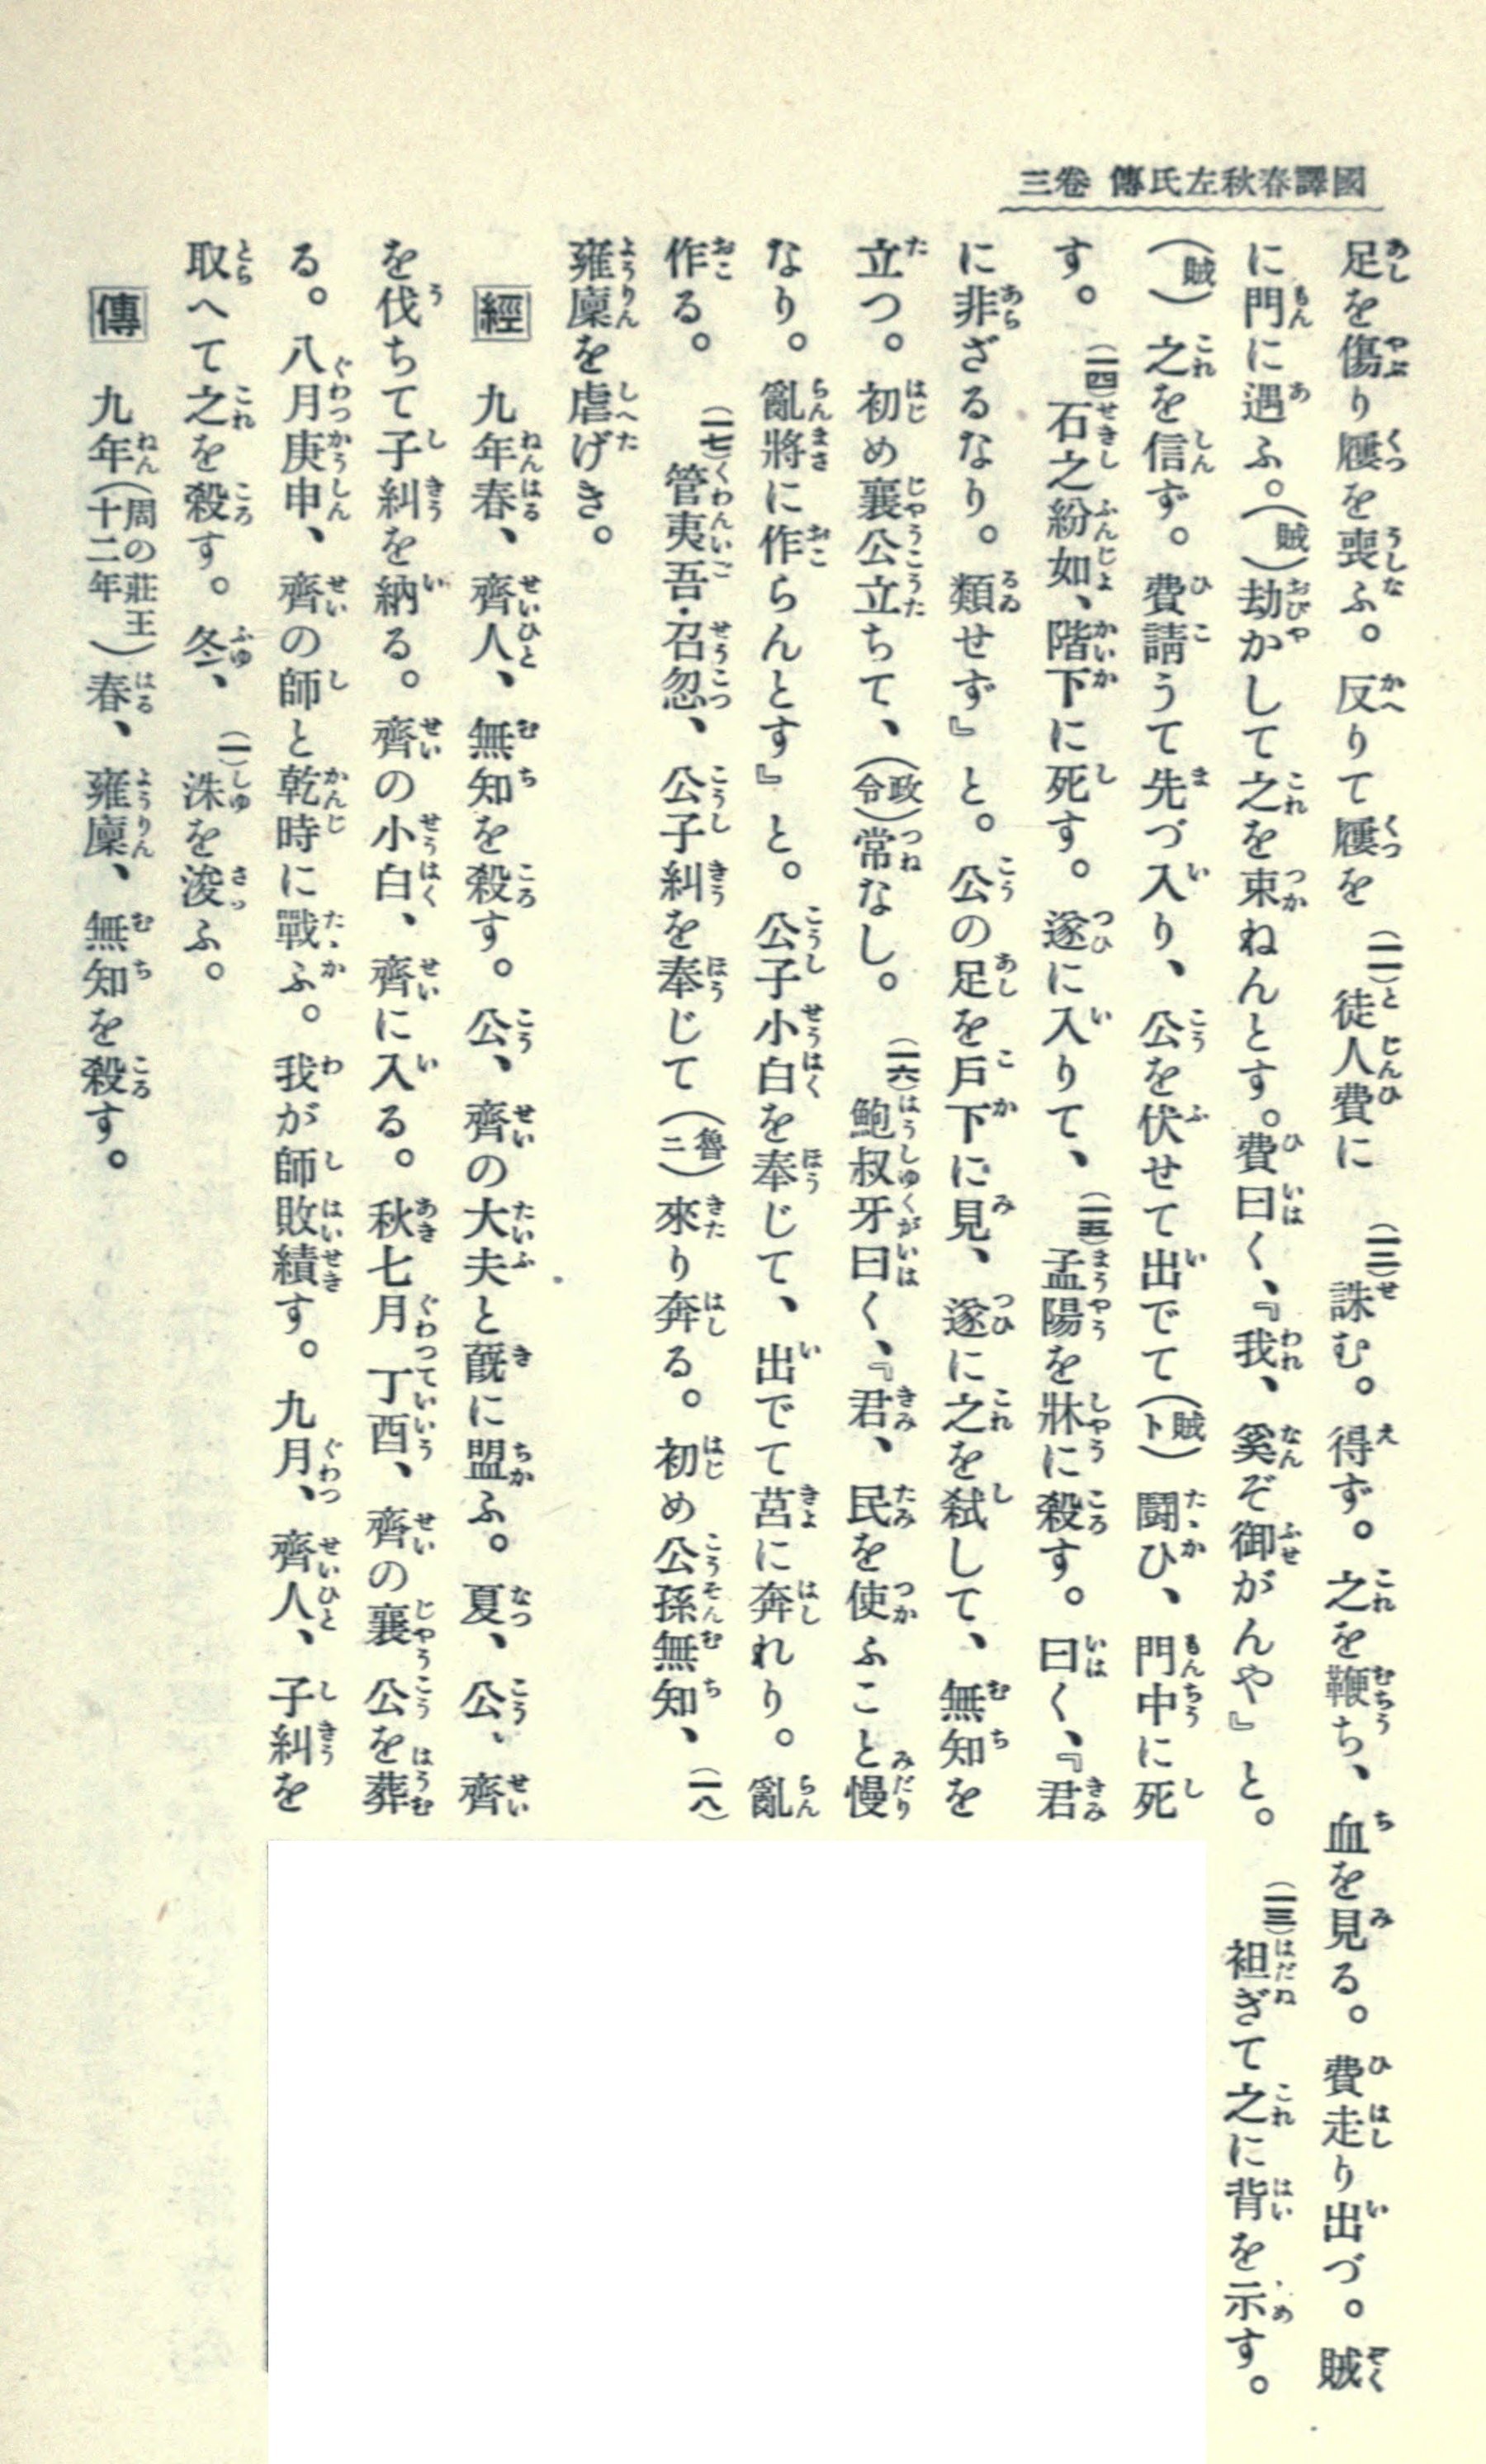 國譯春秋左氏傳 卷三
足を傷り屨を喪ふ。反りて屨を(一一)徒人費に(一二)誅む。得ず。之を鞭ち、血を見る。費走り出づ。賊
に門に遇ふ。(賊)劫かして之を束ねんとす。費曰く、『我、奚ぞ御がんや』と。(一三)袒ぎて之に背を示す。
(賊)之を信ず。費請うて先づ入り、公を伏せて出でて(賊ト)鬪ひ、門中に死
す。(一四)石之紛如、階下に死す。遂に入りて、(一五)孟陽を牀に殺す。曰く、『君
に非ざるなり。類せず』と。公の足を戶下に見、遂に之を弑して、無知を
立つ。初め襄公立ちて、(政令)常なし。(一六)鮑叔牙曰く、『君、民を使ふこと慢
なり。亂將に作らんとす』と。公子小白を奉じて、出でて莒に奔れり。亂
作る。(一七)管夷吾・召忽、公子糾を奉じて(魯ニ)來り奔る。初め公孫無知、(一八)
雍廩を虐げき。
經 九年春、齊人、無知を殺す。公、齊の大夫と蔇に盟ふ。夏、公、齊
を伐ちて子糾を納る。齊の小白、齊に入る。秋七月丁酉、齊の襄公を葬
る。八月庚申、齊の師と乾時に戰ふ。我が師敗績す。九月、齊人、子糾を
取へて之を殺す。冬、(一)洙を浚ふ。
傳 九年(周の莊王十二年)春、雍廩、無知を殺す。